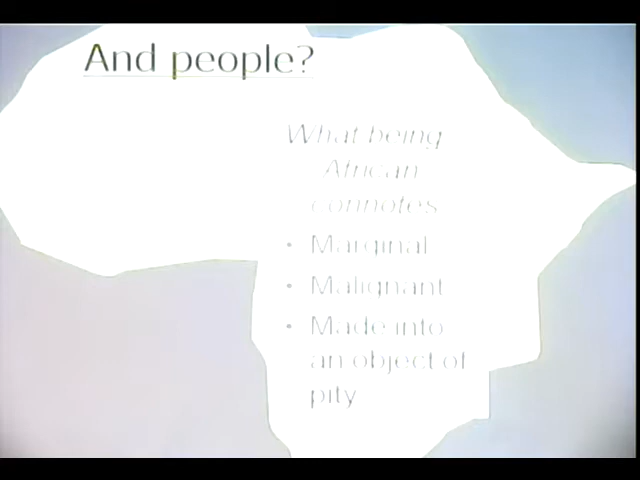 And people?
What being
African
connotes
• Marginal
• Malignant
• Made into
an object of
pity